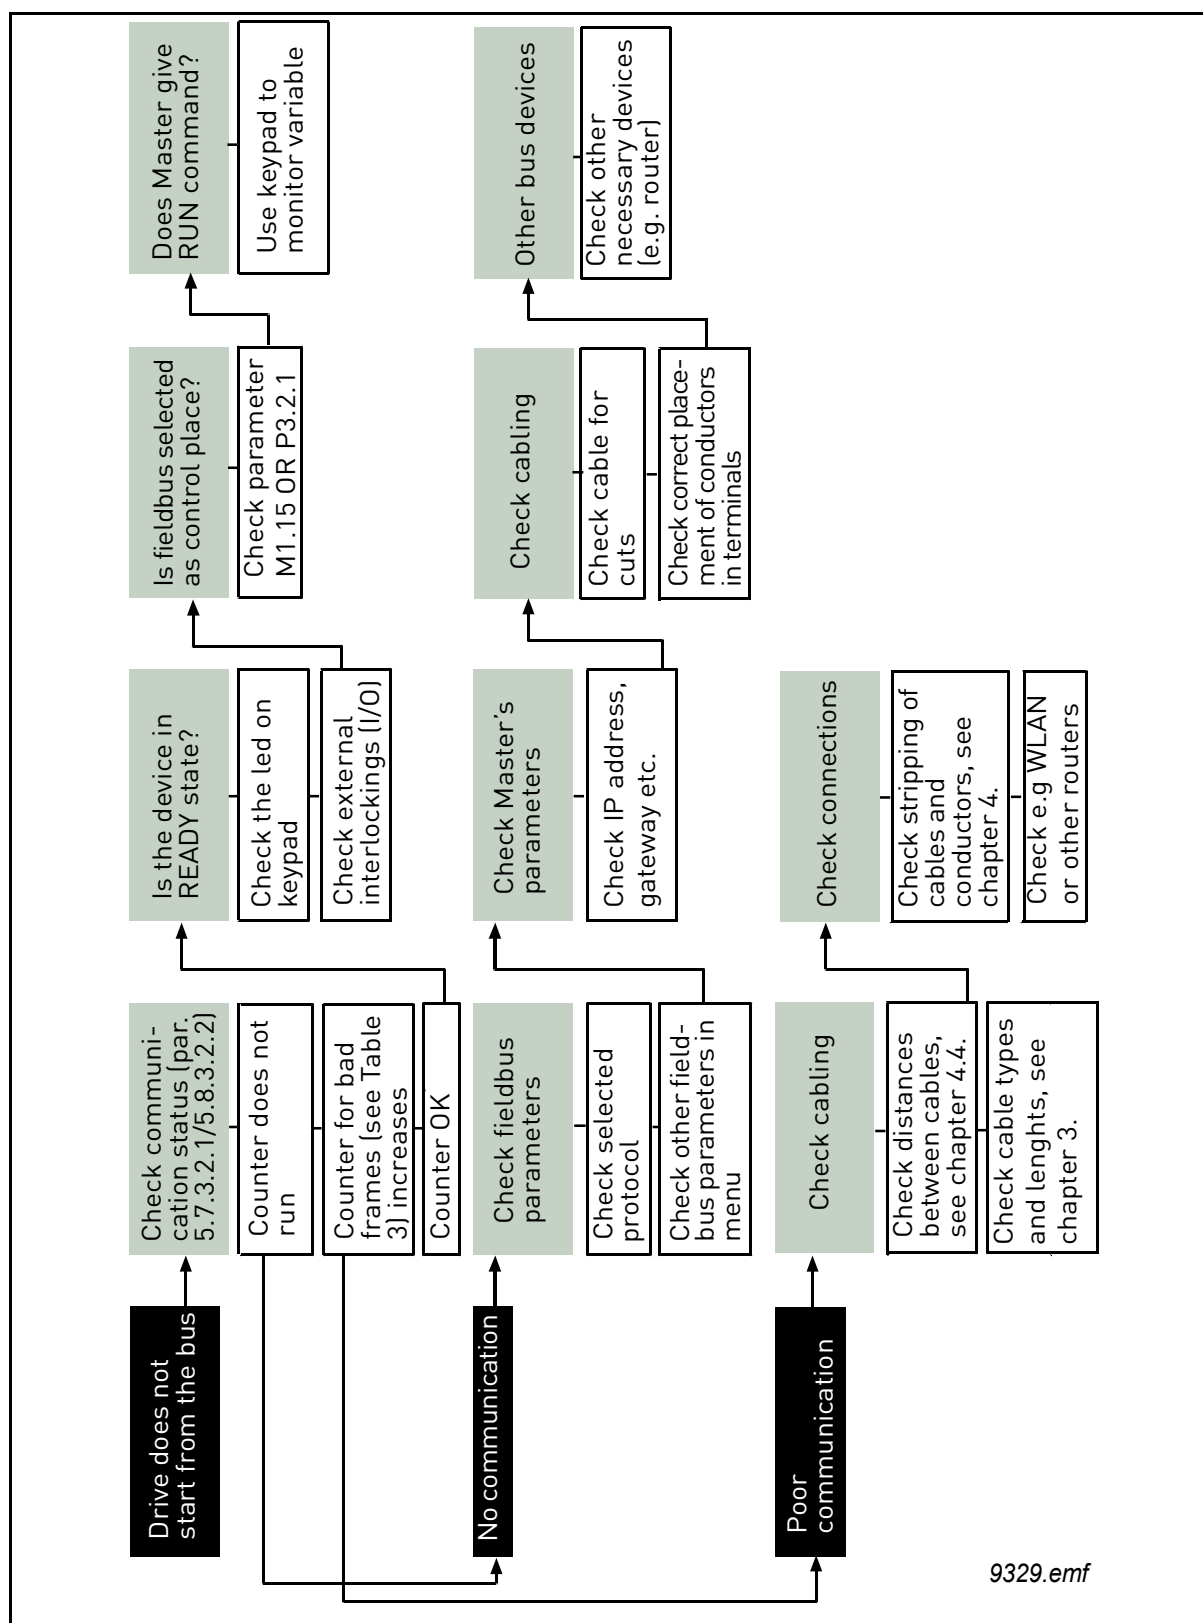 Drive does not
start from the bus
Check communi-
cation status (par.
5.7.3.2.1/5.8.3.2.2)
Counter does not
run
Counter for bad
frames (see Table
3) increases
Counter OK
Is the device in
READY state?
Check the led on
keypad
Check external
interlockings (I/O)
Is fieldbus selected
as control place?
Check parameter
M1.15 OR P3.2.1
Does Master give
RUN command?
Use keypad to
monitor variable
No communication
Check fieldbus
parameters
Check selected
protocol
Check other field-
bus parameters in
menu
Check Master's
parameters
Check IP address,
gateway etc.
Check cabling
Check cable for
cuts
Check correct place-
ment of conductors
in terminals
Other bus devices
Check other
necessary devices
(e.g. router)
Poor
communication
Check cabling
Check distances
between cables,
see chapter 4.4.
Check cable types
and lenghts, see
chapter 3.
Check connections
Check stripping of
cables and
conductors, see
chapter 4.
Check e.g WLAN
or other routers
9329.emf